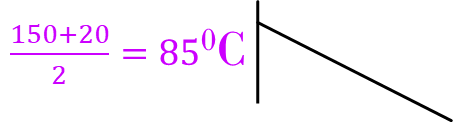 (150+20)/2 = 85⁰C